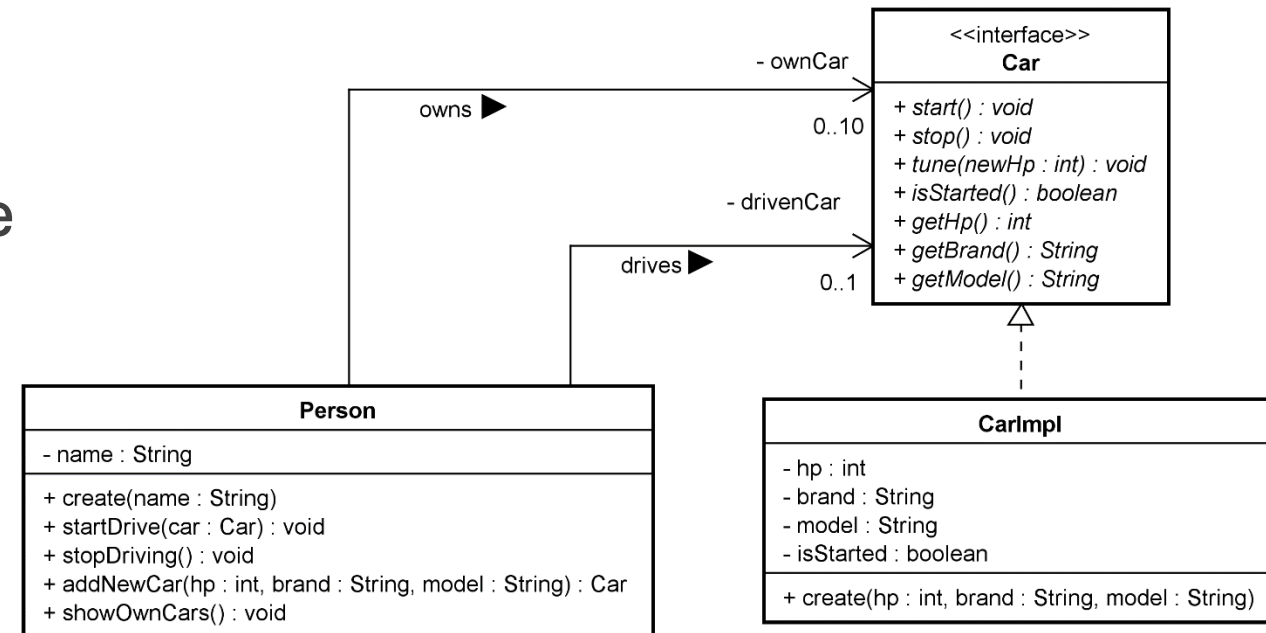 <<interface>>
Car
+ start() : void
+ stop() : void
+ tune(newHp : int) : void
+ isStarted() : boolean
+ getHp() : int
+ getBrand() : String
+ getModel() : String
- ownCar
owns
0..10
- drivenCar
drives
0..1
e
Person
- name : String
+ create(name : String)
+ startDrive(car : Car) : void
+ stopDriving() : void
+ addNewCar(hp : int, brand : String, model : String) : Car
+ showOwnCars() : void
CarImpl
- hp : int
- brand : String
- model : String
- isStarted : boolean
+ create(hp : int, brand : String, model : String)